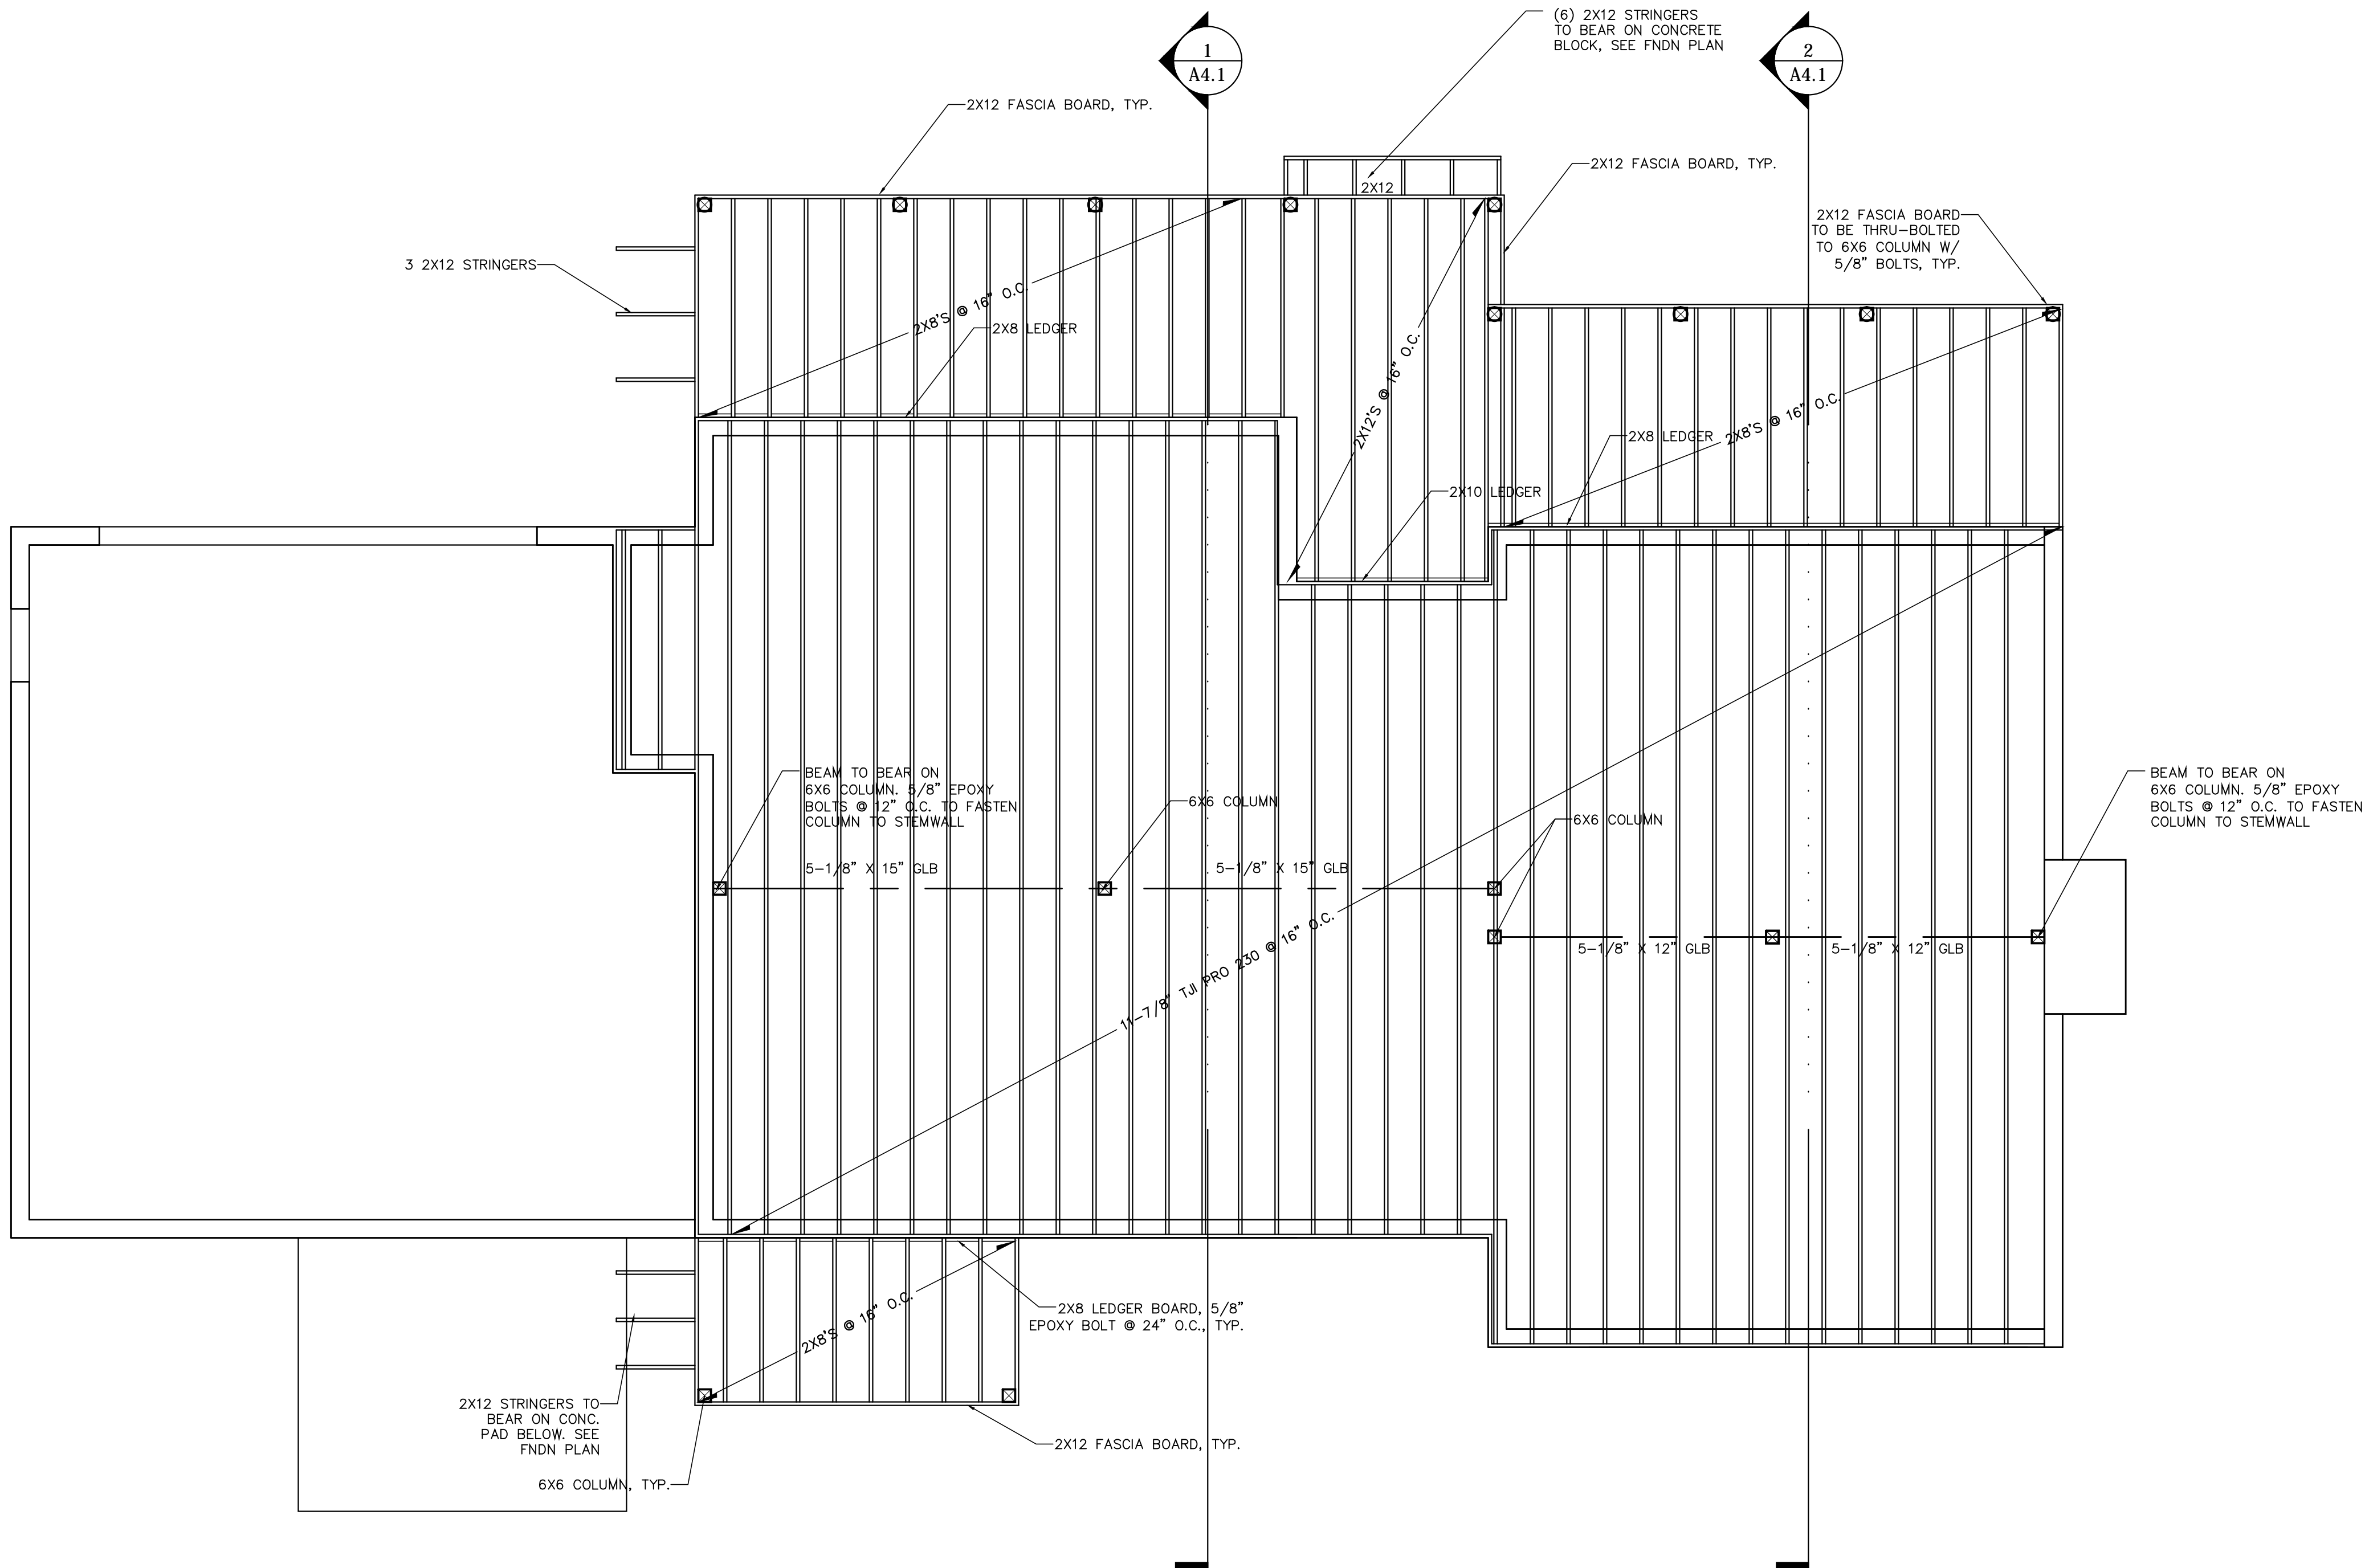 (6) 2X12 STRINGERS
TO BEAR ON CONCRETE
BLOCK, SEE FNDN PLAN
1
A4.1
2
A4.1
2X12 FASCIA BOARD, TYP.
2X12 FASCIA BOARD, TYP.
2X12
2X12 FASCIA BOARD
TO BE THRU-BOLTED
TO 6X6 COLUMN W/
5/8" BOLTS, TYP.
3 2X12 STRINGERS
2X8'S @ 16" O.C.
2X8 LEDGER
2X12'S @ 16" O.C.
2X8'S @ 16" O.C.
2X8 LEDGER
2X10 LEDGER
BEAM TO BEAR ON
6X6 COLUMN. 5/8" EPOXY
BOLTS @ 12" O.C. TO FASTEN
COLUMN TO STEMWALL
6X6 COLUMN
6X6 COLUMN
BEAM TO BEAR ON
6X6 COLUMN. 5/8" EPOXY
BOLTS @ 12" O.C. TO FASTEN
COLUMN TO STEMWALL
5-1/8" X 15" GLB
5-1/8" X 15" GLB
5-1/8" X 12" GLB
5-1/8" X 12" GLB
11-7/8" TJI PRO 230 @ 16" O.C.
2X8'S @ 16" O.C.
2X8 LEDGER BOARD, 5/8"
EPOXY BOLT @ 24" O.C., TYP.
2X12 STRINGERS TO
BEAR ON CONC.
PAD BELOW. SEE
FNDN PLAN
2X12 FASCIA BOARD, TYP.
6X6 COLUMN, TYP.